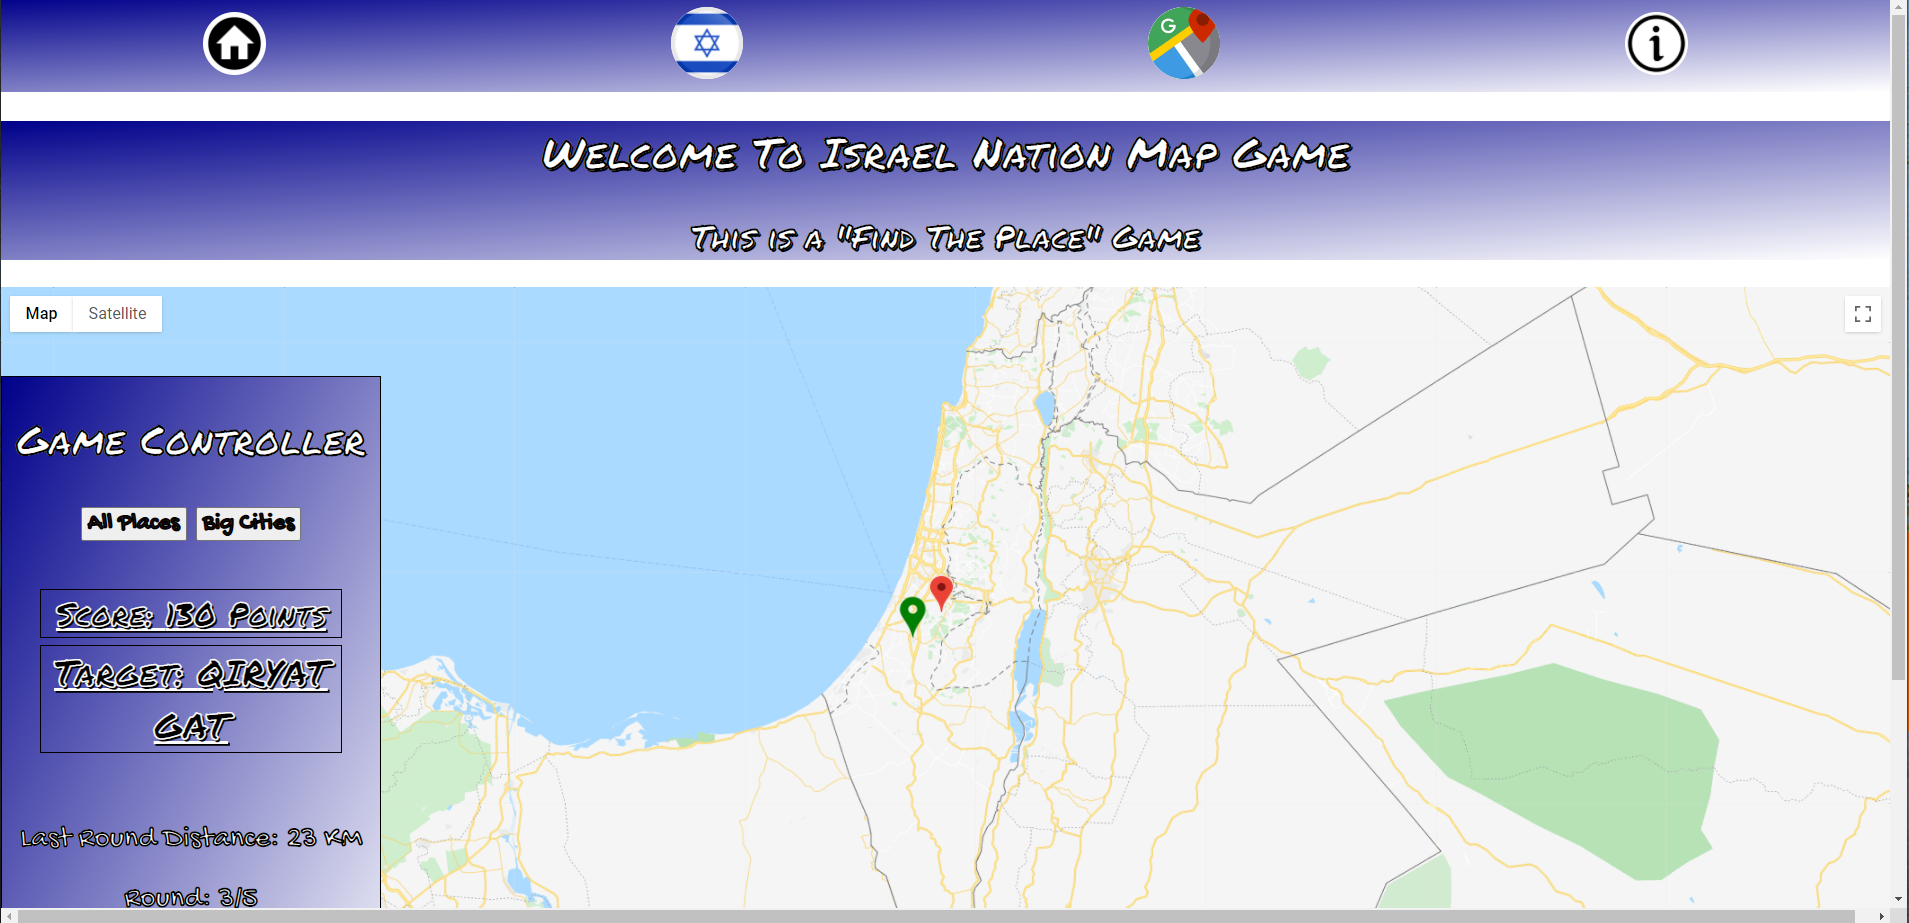 G
i
Welcome To Israel Nation Map Game
This is a "Find The Place" Game
Map Satellite
Game Controller
All Places Big Cities
Score: 130 Points
Target: QIRYAT
GAT
Last Round Distance: 23 KM
Round: 3/5